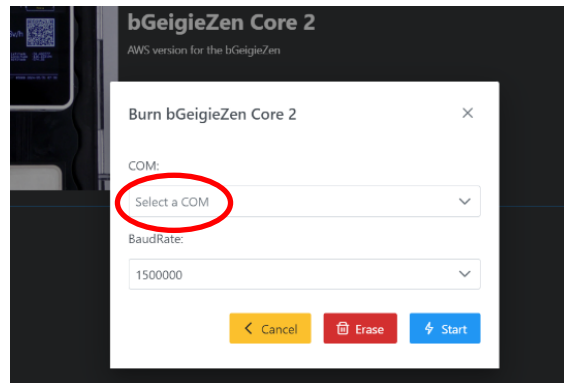 bGeigieZen Core 2
AWS version for the bGeigieZen
Burn bGeigieZen Core 2
COM:
Select a COM
BaudRate:
1500000
Cancel
Erase
Start